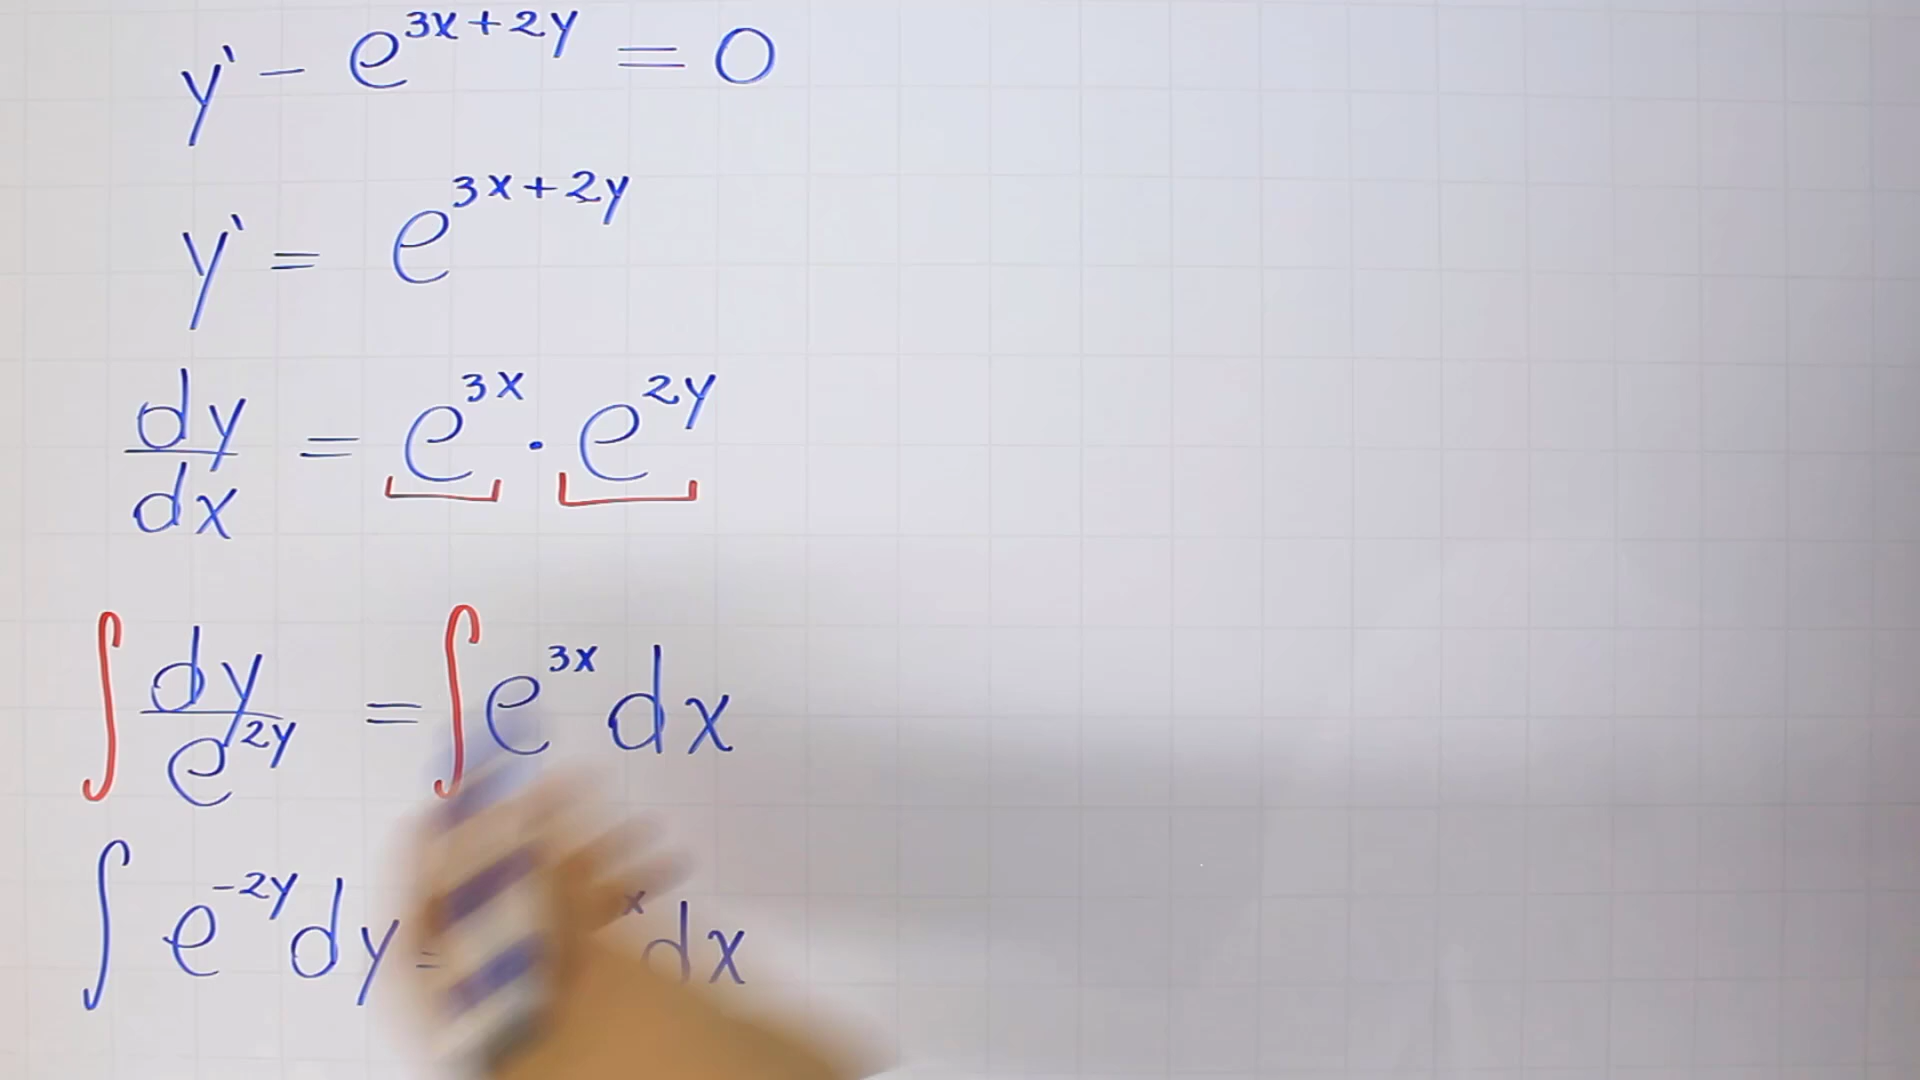 y' - e^{3x+2y} = 0
y' = e^{3x+2y}
dy/dx = e^{3x} · e^{2y}
∫ dy/e^{2y} = ∫ e^{3x} dx
∫ e^{-2y} dy = x dx